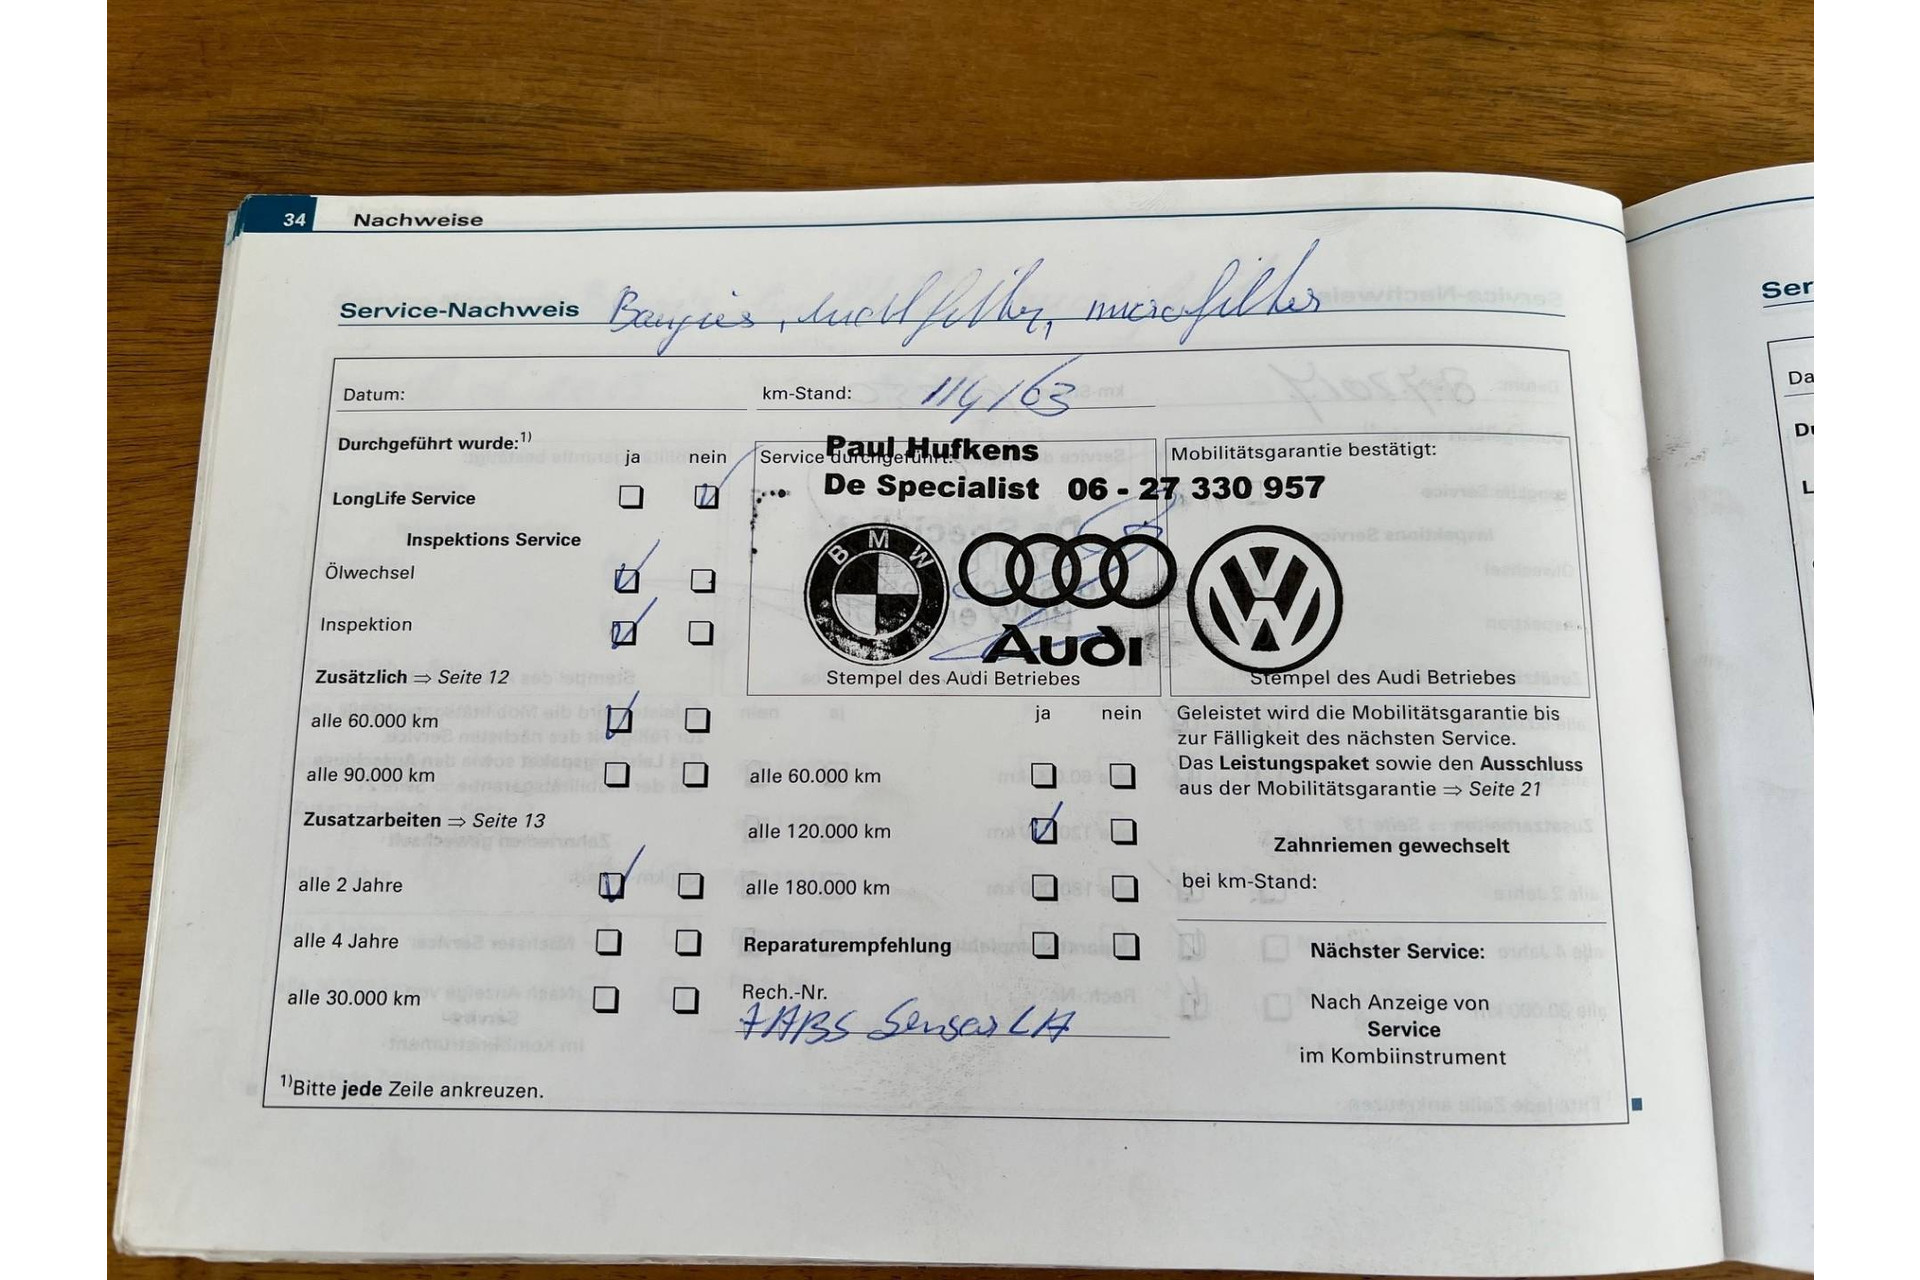 34 Nachweise
Service-Nachweis Baugies, luchtfilter, microfilter
Ser
Datum: km-Stand: 114163
Da
Durchgeführt wurde:1)
ja nein
Service durchgeführt:
Paul Hufkens
De Specialist 06 - 27 330 957
Mobilitätsgarantie bestätigt:
LongLife Service
Inspektions Service
Ölwechsel
Inspektion
BMW
Audi
Stempel des Audi Betriebes
Stempel des Audi Betriebes
Zusätzlich ⇒ Seite 12
alle 60.000 km
alle 90.000 km
Zusatzarbeiten ⇒ Seite 13
alle 2 Jahre
alle 4 Jahre
alle 30.000 km
ja nein
alle 60.000 km
alle 120.000 km
alle 180.000 km
Reparaturempfehlung
Rech.-Nr.
ABS Sensor LA
Geleistet wird die Mobilitätsgarantie bis
zur Fälligkeit des nächsten Service.
Das Leistungspaket sowie den Ausschluss
aus der Mobilitätsgarantie ⇒ Seite 21
Zahnriemen gewechselt
bei km-Stand:
Nächster Service:
Nach Anzeige von
Service
im Kombiinstrument
1)Bitte jede Zeile ankreuzen.